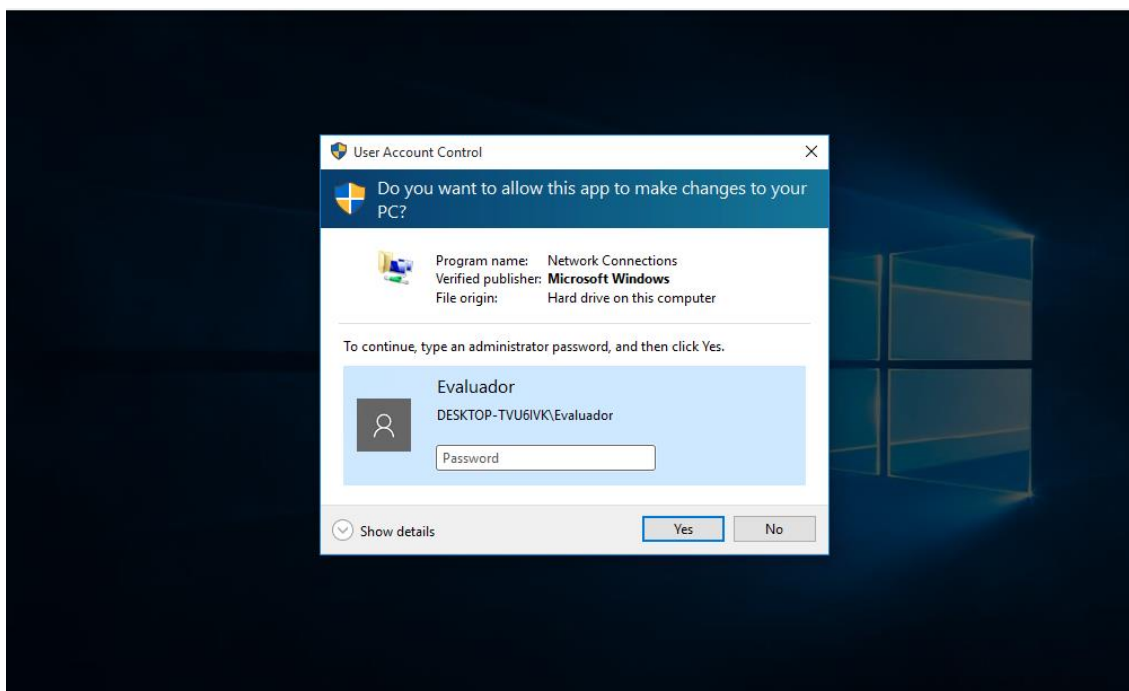 User Account Control
Do you want to allow this app to make changes to your
PC?
Program name: Network Connections
Verified publisher: Microsoft Windows
File origin: Hard drive on this computer
To continue, type an administrator password, and then click Yes.
Evaluador
DESKTOP-TVU6IVK\Evaluador
Password
Show details
Yes
No